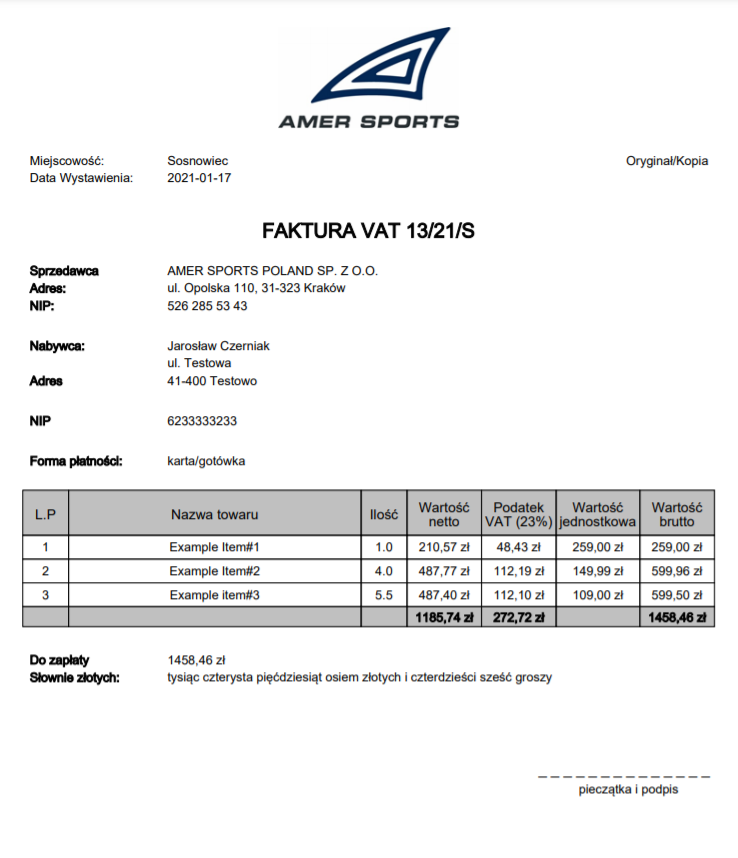 AMER SPORTS
Miejscowość: Sosnowiec Oryginał/Kopia
Data Wystawienia: 2021-01-17
FAKTURA VAT 13/21/S
Sprzedawca AMER SPORTS POLAND SP. Z O.O.
Adres: ul. Opolska 110, 31-323 Kraków
NIP: 526 285 53 43
Nabywca: Jarosław Czerniak
ul. Testowa
Adres 41-400 Testowo
NIP 6233333233
Forma płatności: karta/gotówka
L.P Nazwa towaru Ilość Wartość netto Podatek VAT (23%) Wartość jednostkowa Wartość brutto
1 Example Item#1 1.0 210,57 zł 48,43 zł 259,00 zł 259,00 zł
2 Example Item#2 4.0 487,77 zł 112,19 zł 149,99 zł 599,96 zł
3 Example item#3 5.5 487,40 zł 112,10 zł 109,00 zł 599,50 zł
1185,74 zł 272,72 zł 1458,46 zł
Do zapłaty 1458,46 zł
Słownie złotych: tysiąc czterysta pięćdziesiąt osiem złotych i czterdzieści sześć groszy
pieczątka i podpis